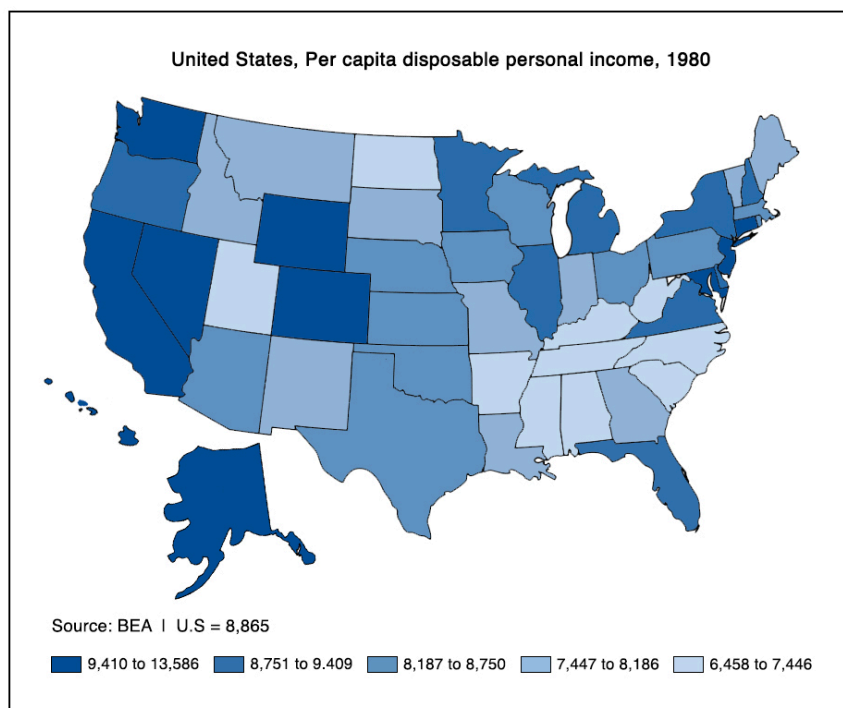 United States, Per capita disposable personal income, 1980
Source: BEA | U.S = 8,865
9,410 to 13,586 8,751 to 9.409 8,187 to 8,750 7,447 to 8,186 6,458 to 7,446